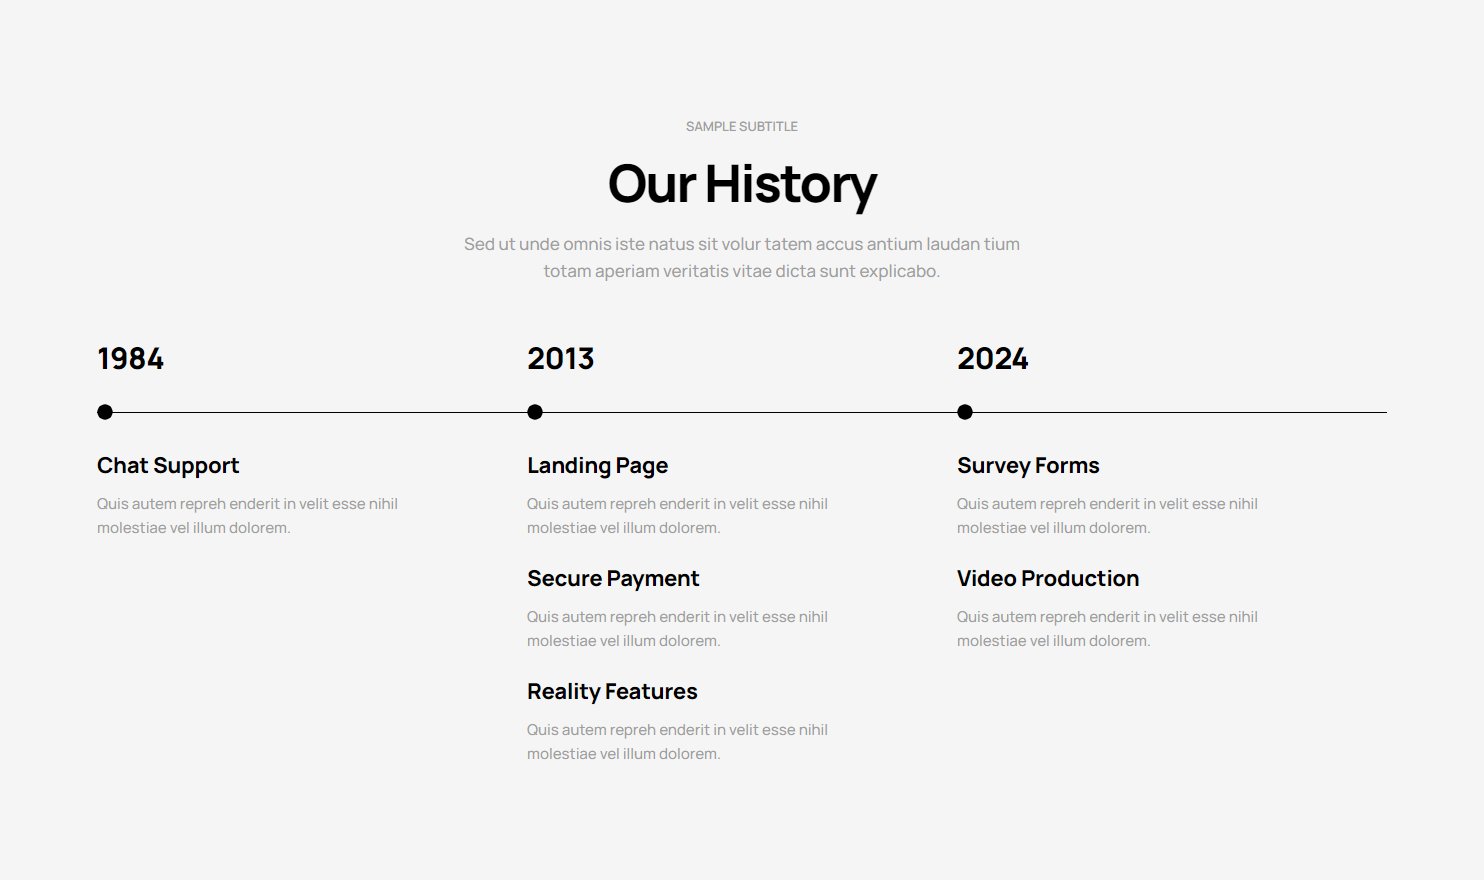 SAMPLE SUBTITLE
Our History
Sed ut unde omnis iste natus sit volur tatem accus antium laudan tium
totam aperiam veritatis vitae dicta sunt explicabo.
1984
Chat Support
Quis autem repreh enderit in velit esse nihil
molestiae vel illum dolorem.
2013
Landing Page
Quis autem repreh enderit in velit esse nihil
molestiae vel illum dolorem.
Secure Payment
Quis autem repreh enderit in velit esse nihil
molestiae vel illum dolorem.
Reality Features
Quis autem repreh enderit in velit esse nihil
molestiae vel illum dolorem.
2024
Survey Forms
Quis autem repreh enderit in velit esse nihil
molestiae vel illum dolorem.
Video Production
Quis autem repreh enderit in velit esse nihil
molestiae vel illum dolorem.